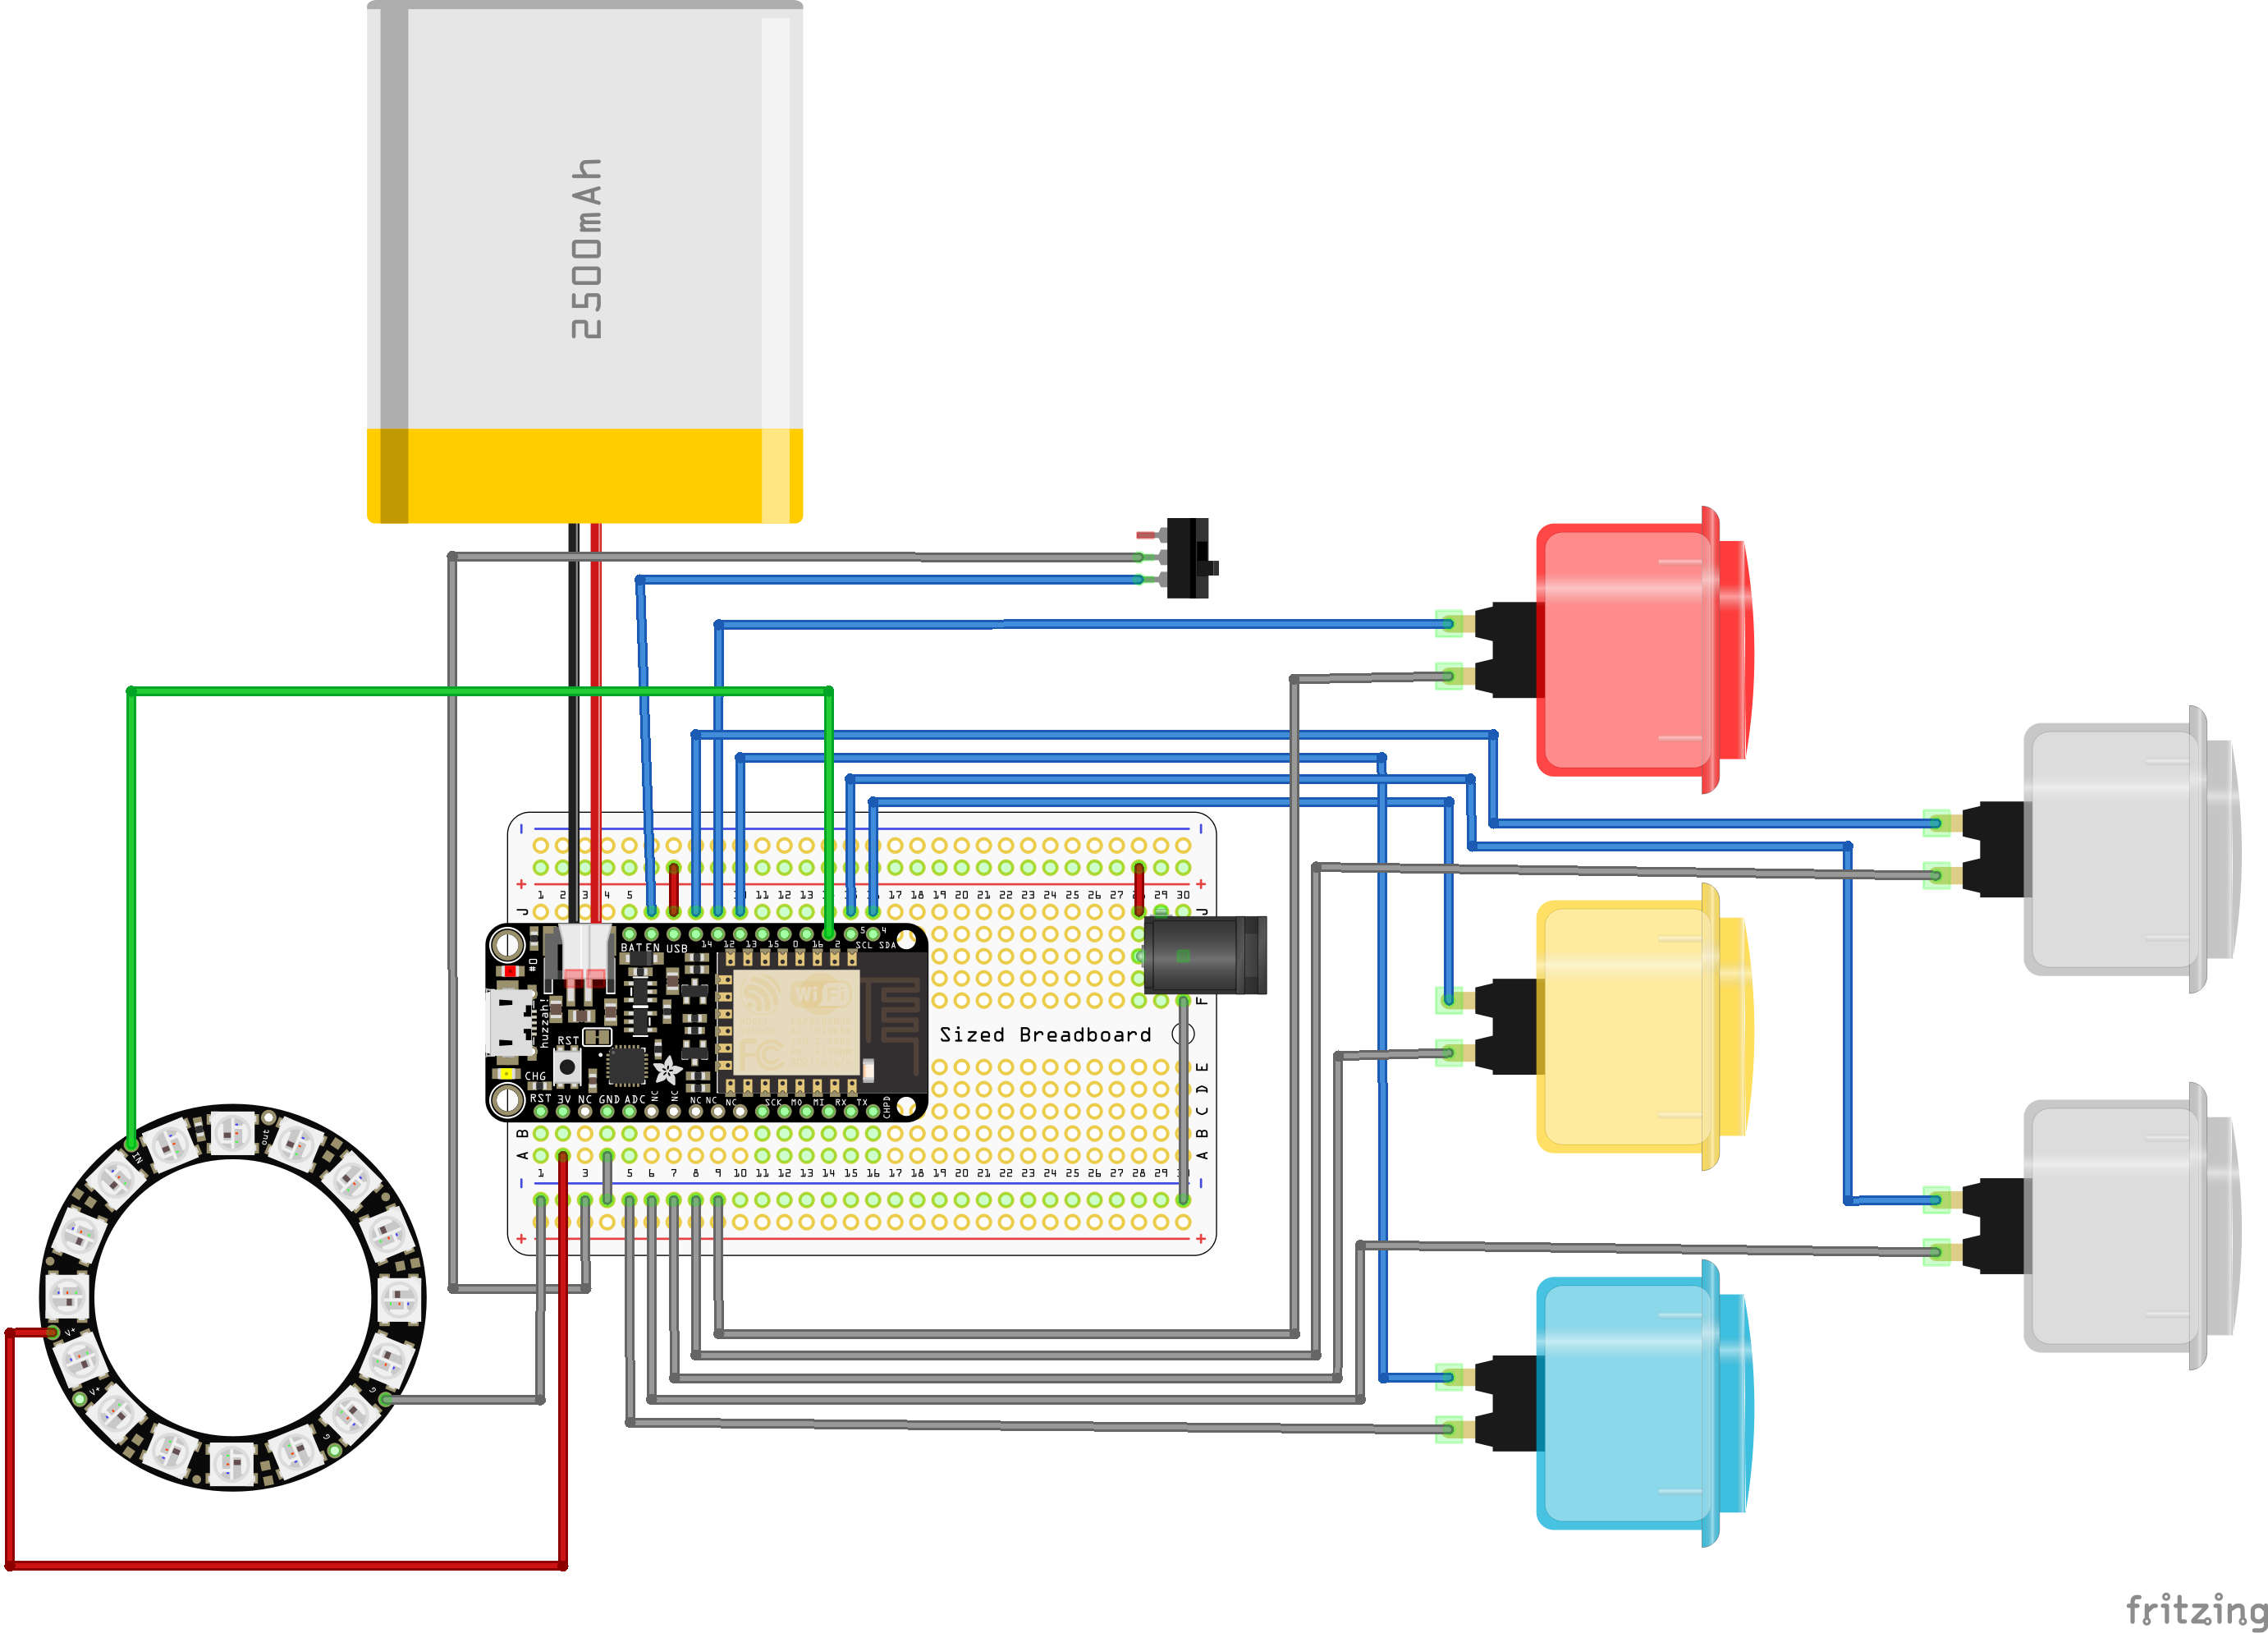 2500mAh
- -
+ +
2 3 4 5 11 12 13 17 18 19 20 21 22 23 24 25 26 27 29 30
J J
BAT EN USB 14 12 13 15 0 16 2 5 4
SCL SDA
#0
WiFi
huzzah!
F
Sized Breadboard
RST
FC
CHG
E
D
RST 3V NC GND ADC NC NC NC NC NC SCK MO MI RX TX CHPD
C
B B
A A
1 3 5 6 7 8 9 10 11 12 13 14 15 16 17 18 19 20 21 22 23 24 25 26 27 28 29
- -
+ +
Out
IN
V+
V+
G
G
fritzing